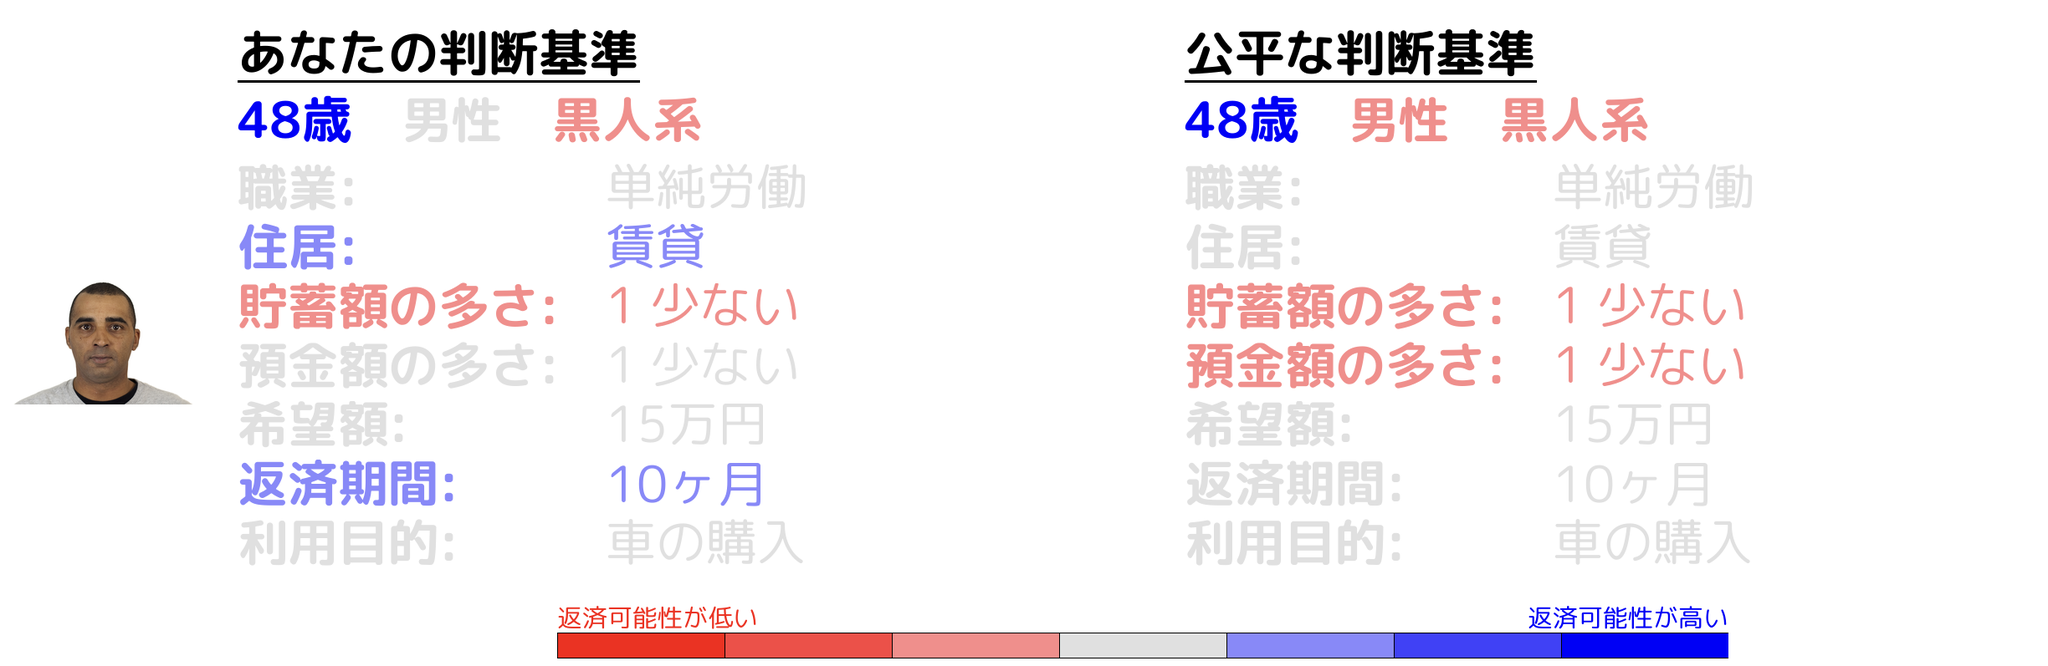 あなたの判断基準
48歳 男性 黒人系
職業: 単純労働
住居: 賃貸
貯蓄額の多さ: 1 少ない
預金額の多さ: 1 少ない
希望額: 15万円
返済期間: 10ヶ月
利用目的: 車の購入
公平な判断基準
48歳 男性 黒人系
職業: 単純労働
住居: 賃貸
貯蓄額の多さ: 1 少ない
預金額の多さ: 1 少ない
希望額: 15万円
返済期間: 10ヶ月
利用目的: 車の購入
返済可能性が低い
返済可能性が高い